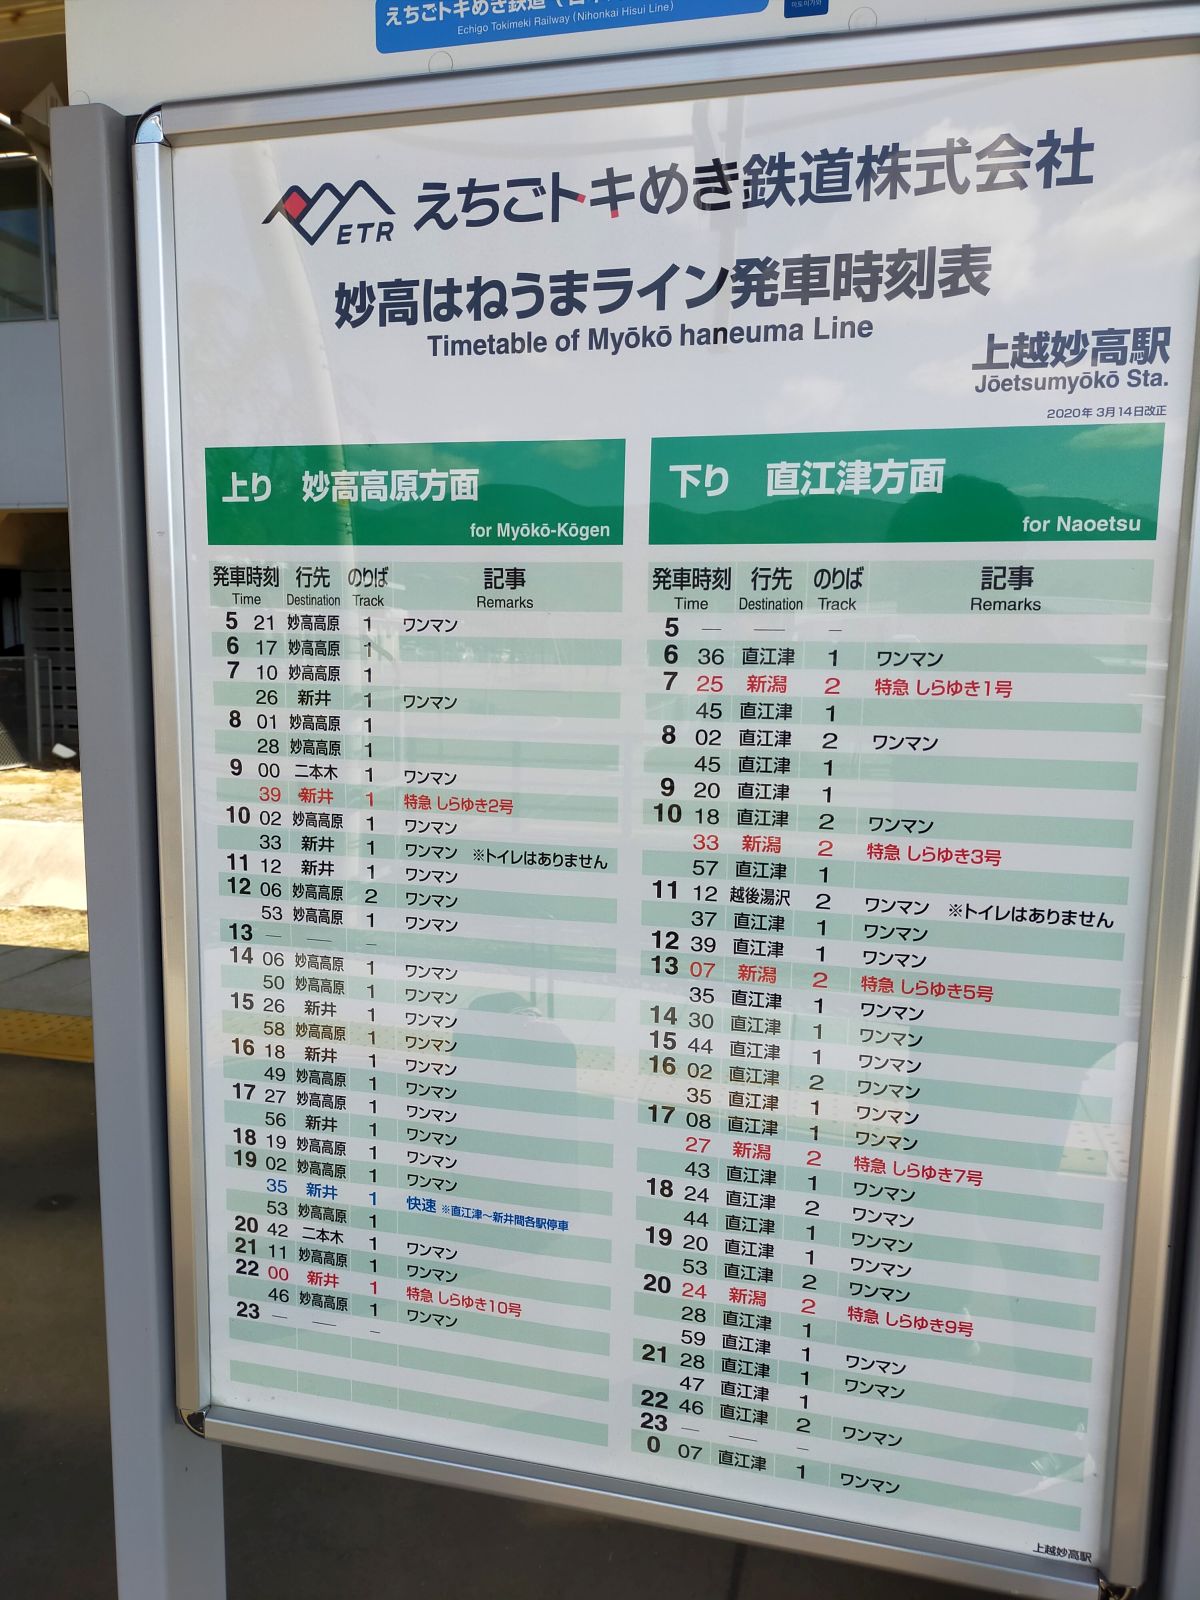 えちごトキめき鉄道
Echigo Tokimeki Railway (Nihonkai Hisui Line)
ETR えちごトキめき鉄道株式会社
妙高はねうまライン発車時刻表
Timetable of Myōkō haneuma Line
上越妙高駅
Jōetsumyōkō Sta.
2020年3月14日改正
上り 妙高高原方面
for Myōkō-Kōgen
発車時刻 行先 のりば 記事
Time Destination Track Remarks
5 21 妙高高原 1 ワンマン
6 17 妙高高原 1
7 10 妙高高原 1
26 新井 1 ワンマン
8 01 妙高高原 1
28 妙高高原 1
9 00 二本木 1 ワンマン
39 新井 1 特急 しらゆき2号
10 02 妙高高原 1 ワンマン
33 新井 1 ワンマン ※トイレはありません
11 12 新井 1 ワンマン
12 06 妙高高原 2 ワンマン
53 妙高高原 1 ワンマン
13 — — –
14 06 妙高高原 1 ワンマン
50 妙高高原 1 ワンマン
15 26 新井 1 ワンマン
58 妙高高原 1 ワンマン
16 18 新井 1 ワンマン
49 妙高高原 1 ワンマン
17 27 妙高高原 1 ワンマン
56 新井 1 ワンマン
18 19 妙高高原 1 ワンマン
19 02 妙高高原 1 ワンマン
35 新井 1 快速 ※直江津～新井間各駅停車
53 妙高高原 1
20 42 二本木 1 ワンマン
21 11 妙高高原 1 ワンマン
22 00 新井 1 特急 しらゆき10号
46 妙高高原 1 ワンマン
23 — — –
下り 直江津方面
for Naoetsu
発車時刻 行先 のりば 記事
Time Destination Track Remarks
5 — — –
6 36 直江津 1 ワンマン
7 25 新潟 2 特急 しらゆき1号
45 直江津 1
8 02 直江津 2 ワンマン
45 直江津 1
9 20 直江津 1
10 18 直江津 2 ワンマン
33 新潟 2 特急 しらゆき3号
57 直江津 1
11 12 越後湯沢 2 ワンマン ※トイレはありません
37 直江津 1 ワンマン
12 39 直江津 1 ワンマン
13 07 新潟 2 特急 しらゆき5号
35 直江津 1 ワンマン
14 30 直江津 1 ワンマン
15 44 直江津 1 ワンマン
16 02 直江津 2 ワンマン
35 直江津 1 ワンマン
17 08 直江津 1 ワンマン
27 新潟 2 特急 しらゆき7号
43 直江津 1 ワンマン
18 24 直江津 2 ワンマン
44 直江津 1 ワンマン
19 20 直江津 1 ワンマン
53 直江津 2 ワンマン
20 24 新潟 2 特急 しらゆき9号
28 直江津 1
59 直江津 1 ワンマン
21 28 直江津 1 ワンマン
47 直江津 1
22 46 直江津 2 ワンマン
23 — — –
0 07 直江津 1 ワンマン
上越妙高駅